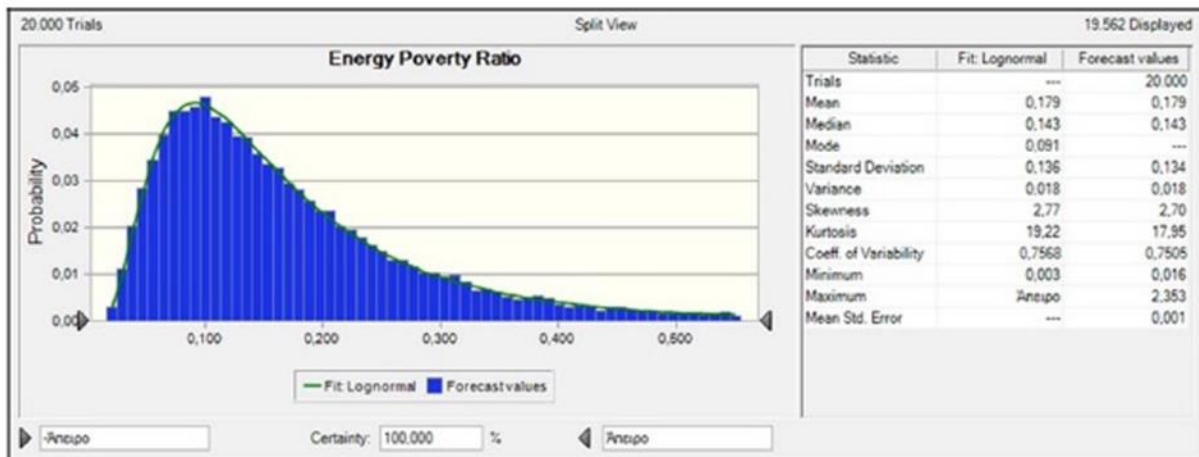 20.000 Trials Split View 19.562 Displayed
Energy Poverty Ratio
Probability
0,05
0,04
0,03
0,02
0,01
0,00
0,100 0,200 0,300 0,400 0,500
Fit: Lognormal Forecast values
Statistic Fit: Lognormal Forecast values
Trials --- 20.000
Mean 0,179 0,179
Median 0,143 0,143
Mode 0,091 ---
Standard Deviation 0,136 0,134
Variance 0,018 0,018
Skewness 2,77 2,70
Kurtosis 19,22 17,95
Coeff. of Variability 0,7568 0,7505
Minimum 0,003 0,016
Maximum Άπειρο 2,353
Mean Std. Error --- 0,001
-Άπειρο Certainty: 100,000 % Άπειρο